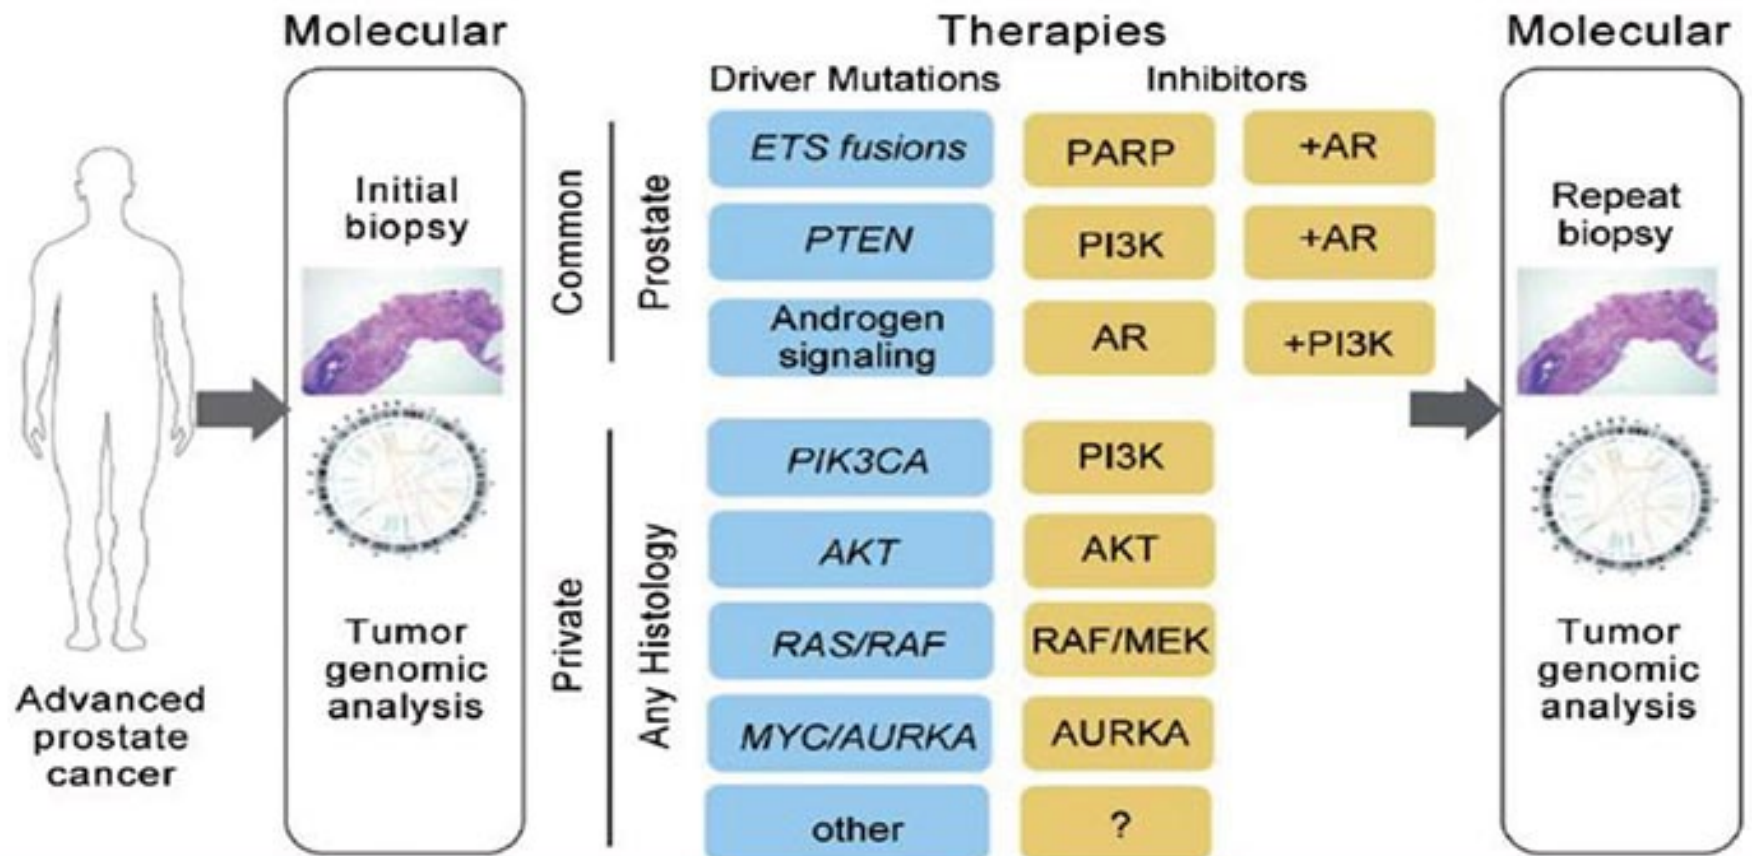 Molecular
Therapies
Molecular
Driver Mutations
Inhibitors
Advanced
prostate
cancer
Initial
biopsy
Tumor
genomic
analysis
Common
Prostate
ETS fusions
PARP
+AR
PTEN
PI3K
+AR
Androgen
signaling
AR
+PI3K
Private
Any Histology
PIK3CA
PI3K
AKT
AKT
RAS/RAF
RAF/MEK
MYC/AURKA
AURKA
other
?
Repeat
biopsy
Tumor
genomic
analysis